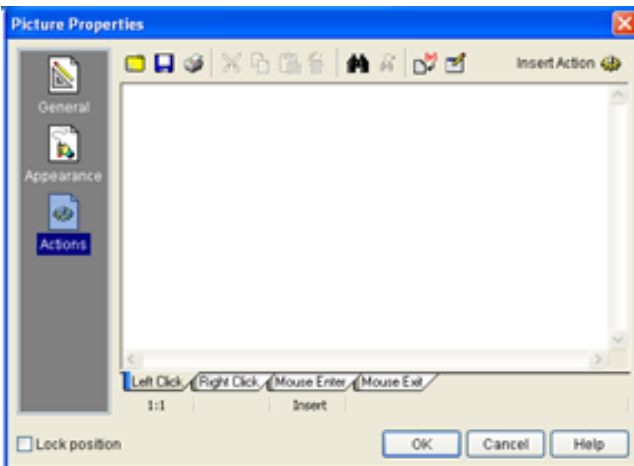 Picture Properties
Insert Action
General
Appearance
Actions
Left Click Right Click Mouse Enter Mouse Exit
1:1 Insert
Lock position OK Cancel Help